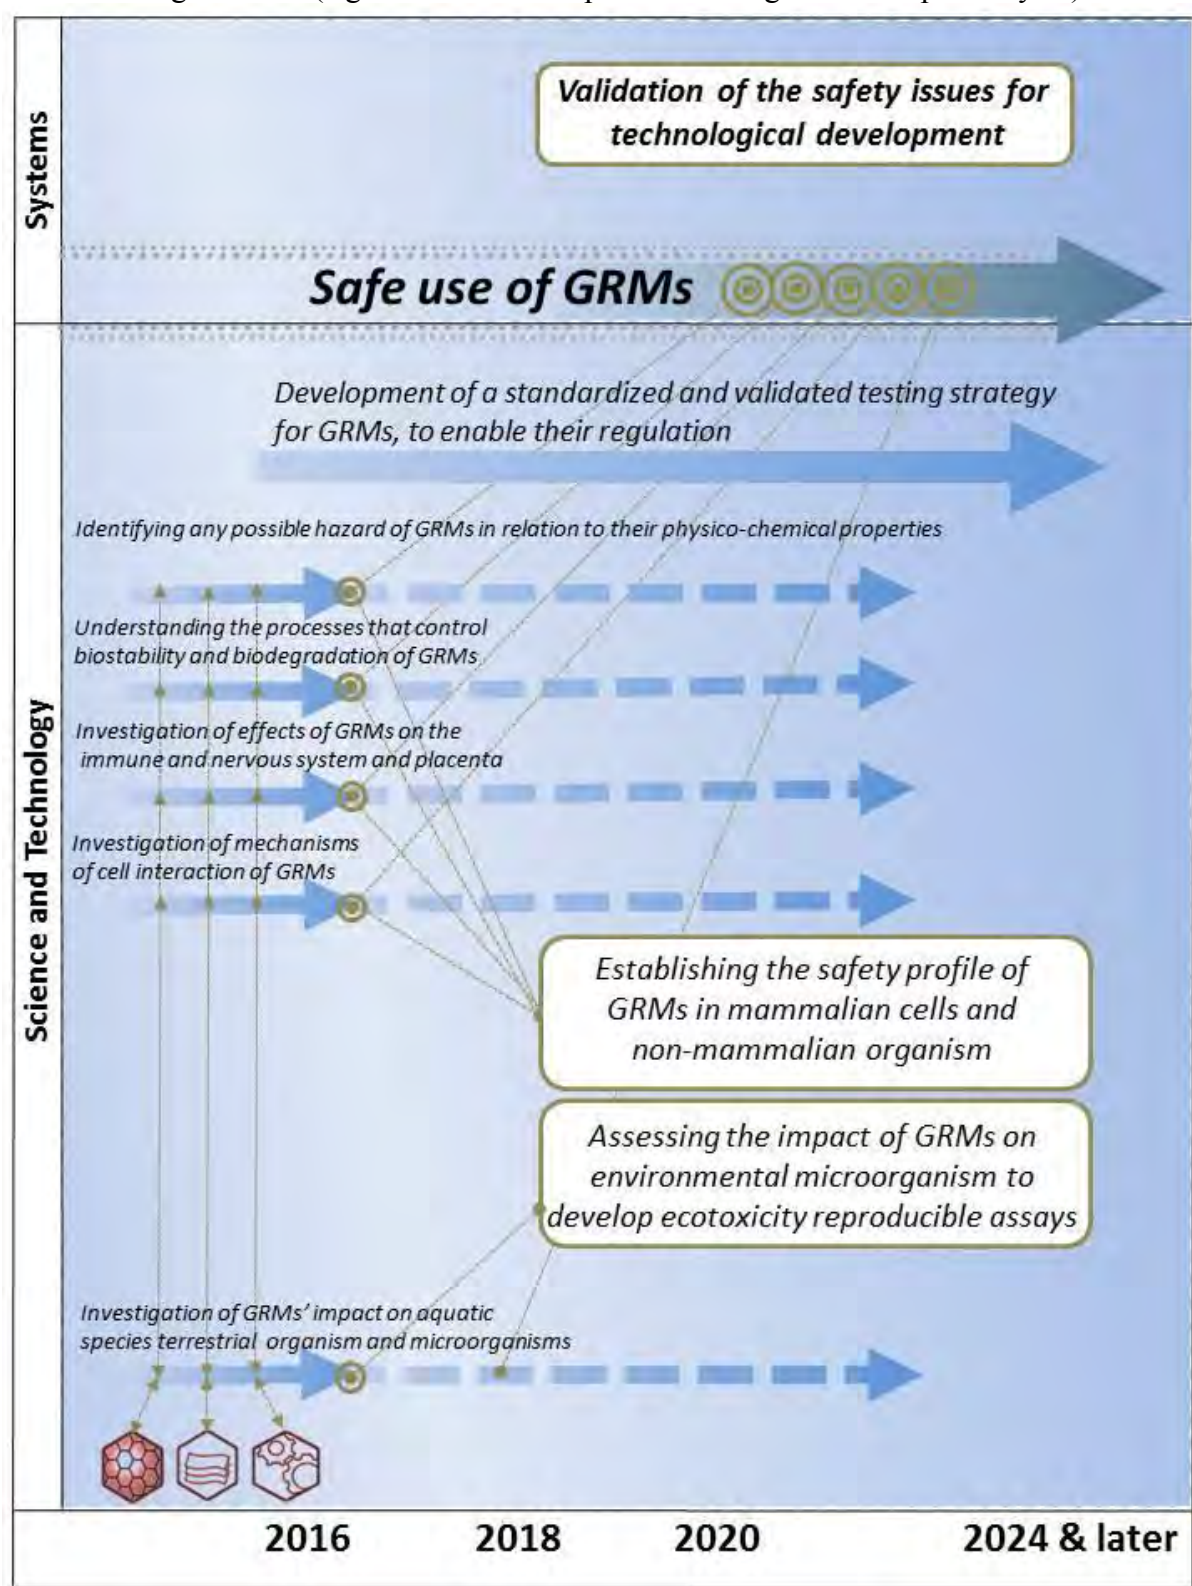 Systems
Validation of the safety issues for
technological development
Safe use of GRMs
Science and Technology
Development of a standardized and validated testing strategy
for GRMs, to enable their regulation
Identifying any possible hazard of GRMs in relation to their physico-chemical properties
Understanding the processes that control
biostability and biodegradation of GRMs
Investigation of effects of GRMs on the
immune and nervous system and placenta
Investigation of mechanisms
of cell interaction of GRMs
Establishing the safety profile of
GRMs in mammalian cells and
non-mammalian organism
Assessing the impact of GRMs on
environmental microorganism to
develop ecotoxicity reproducible assays
Investigation of GRMs' impact on aquatic
species terrestrial organism and microorganisms
2016 2018 2020 2024 & later